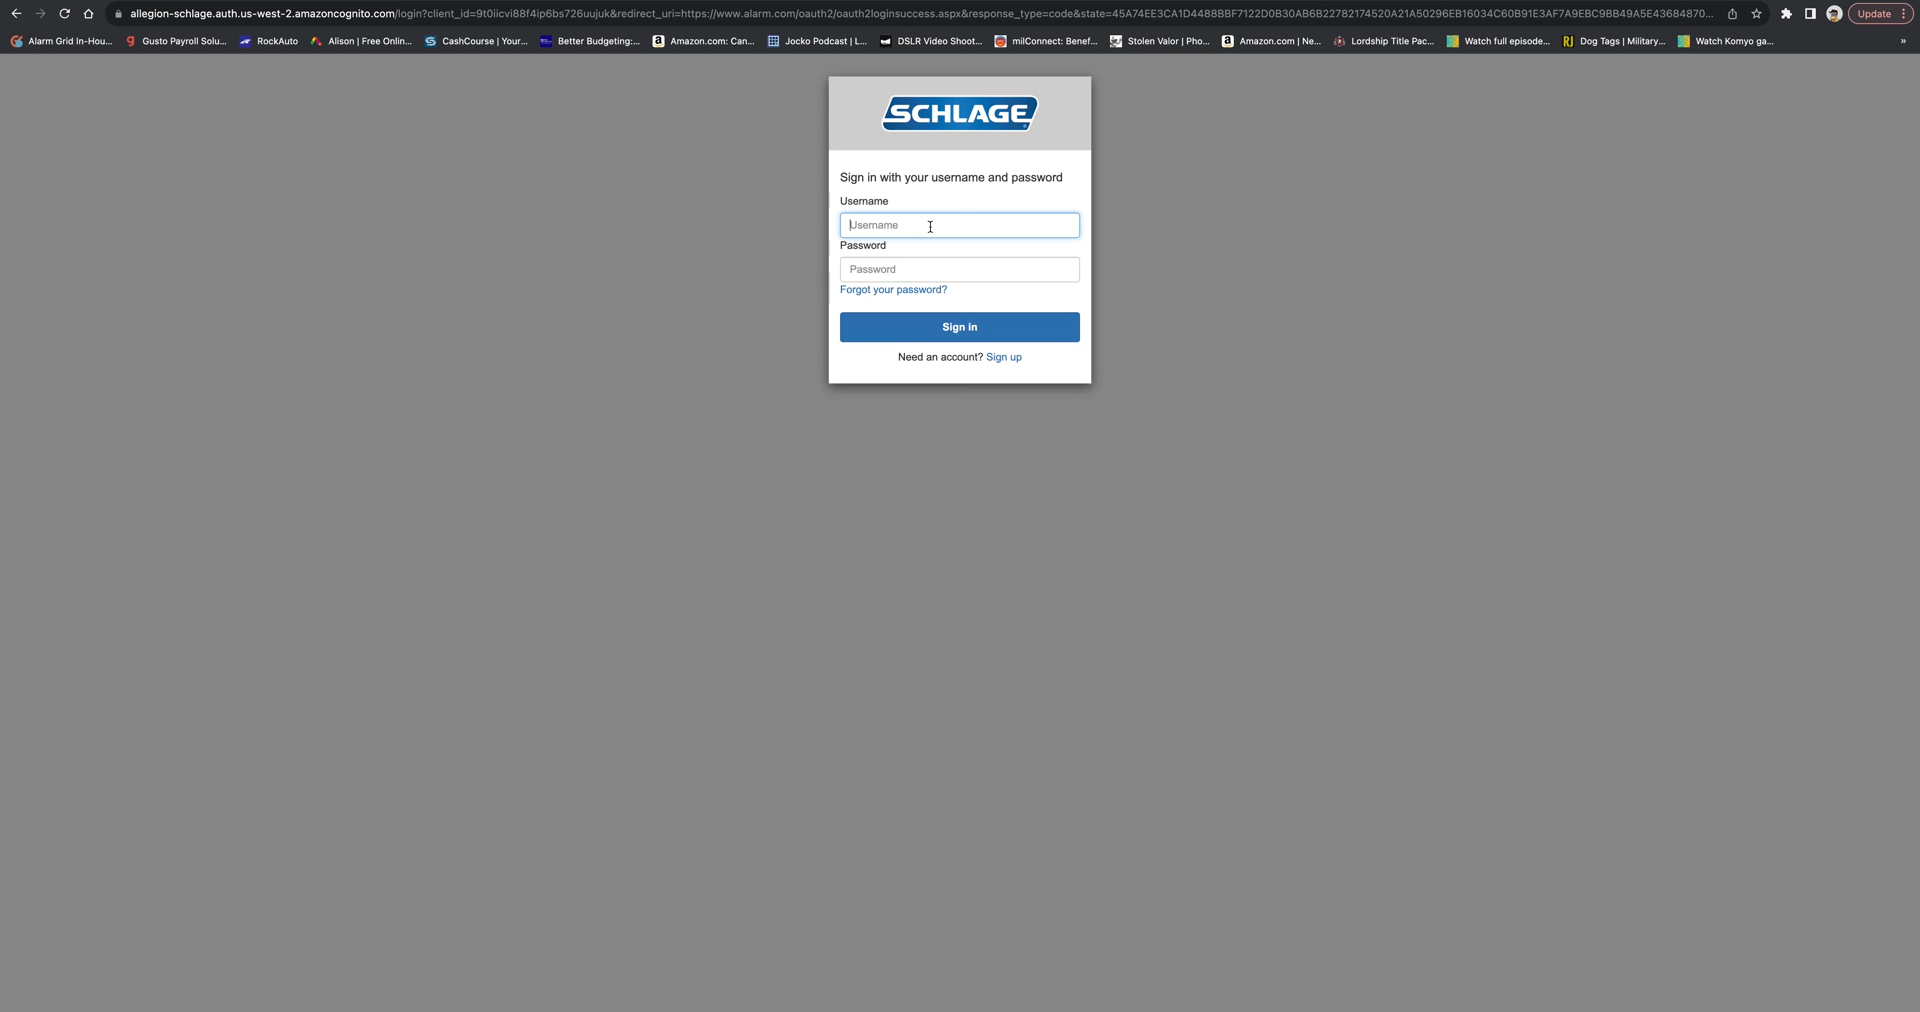 allegion-schlage.auth.us-west-2.amazoncognito.com/login?client_id=9t0iicvi88f4ip6bs726uujuk&redirect_uri=https://www.alarm.com/oauth2/oauth2loginsuccess.aspx&response_type=code&state=45A74EE3CA1D4488BBF7122D0B30AB6B22782174520A21A50296EB16034C60B91E3AF7A9EBC9BB49A5E43684870...
Update
Alarm Grid In-Hou... Gusto Payroll Solu... RockAuto Alison | Free Onlin... CashCourse | Your... Better Budgeting:... Amazon.com: Can... Jocko Podcast | L... DSLR Video Shoot... milConnect: Benef... Stolen Valor | Pho... Amazon.com | Ne... Lordship Title Pac... Watch full episode... Dog Tags | Military... Watch Komyo ga... »
SCHLAGE
Sign in with your username and password
Username
Username
Password
Password
Forgot your password?
Sign in
Need an account? Sign up